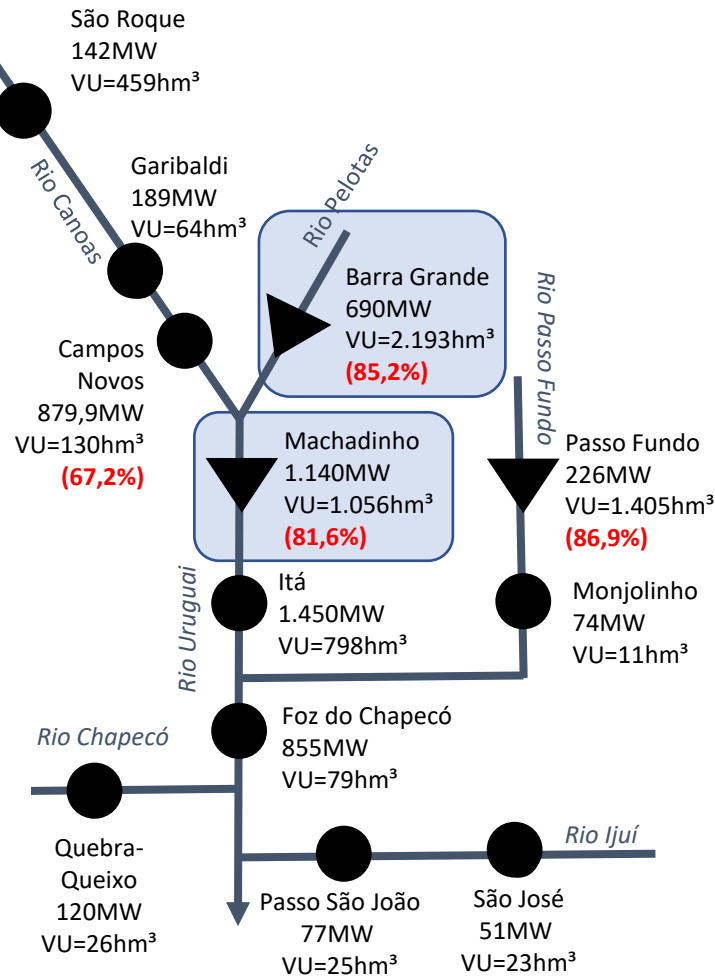 São Roque
142MW
VU=459hm³
Rio Canoas
Garibaldi
189MW
VU=64hm³
Rio Pelotas
Barra Grande
690MW
VU=2.193hm³
(85,2%)
Rio Passo Fundo
Campos
Novos
879,9MW
VU=130hm³
(67,2%)
Machadinho
1.140MW
VU=1.056hm³
(81,6%)
Passo Fundo
226MW
VU=1.405hm³
(86,9%)
Rio Uruguai
Itá
1.450MW
VU=798hm³
Monjolinho
74MW
VU=11hm³
Foz do Chapecó
855MW
VU=79hm³
Rio Chapecó
Quebra-
Queixo
120MW
VU=26hm³
Rio Ijuí
Passo São João
77MW
VU=25hm³
São José
51MW
VU=23hm³